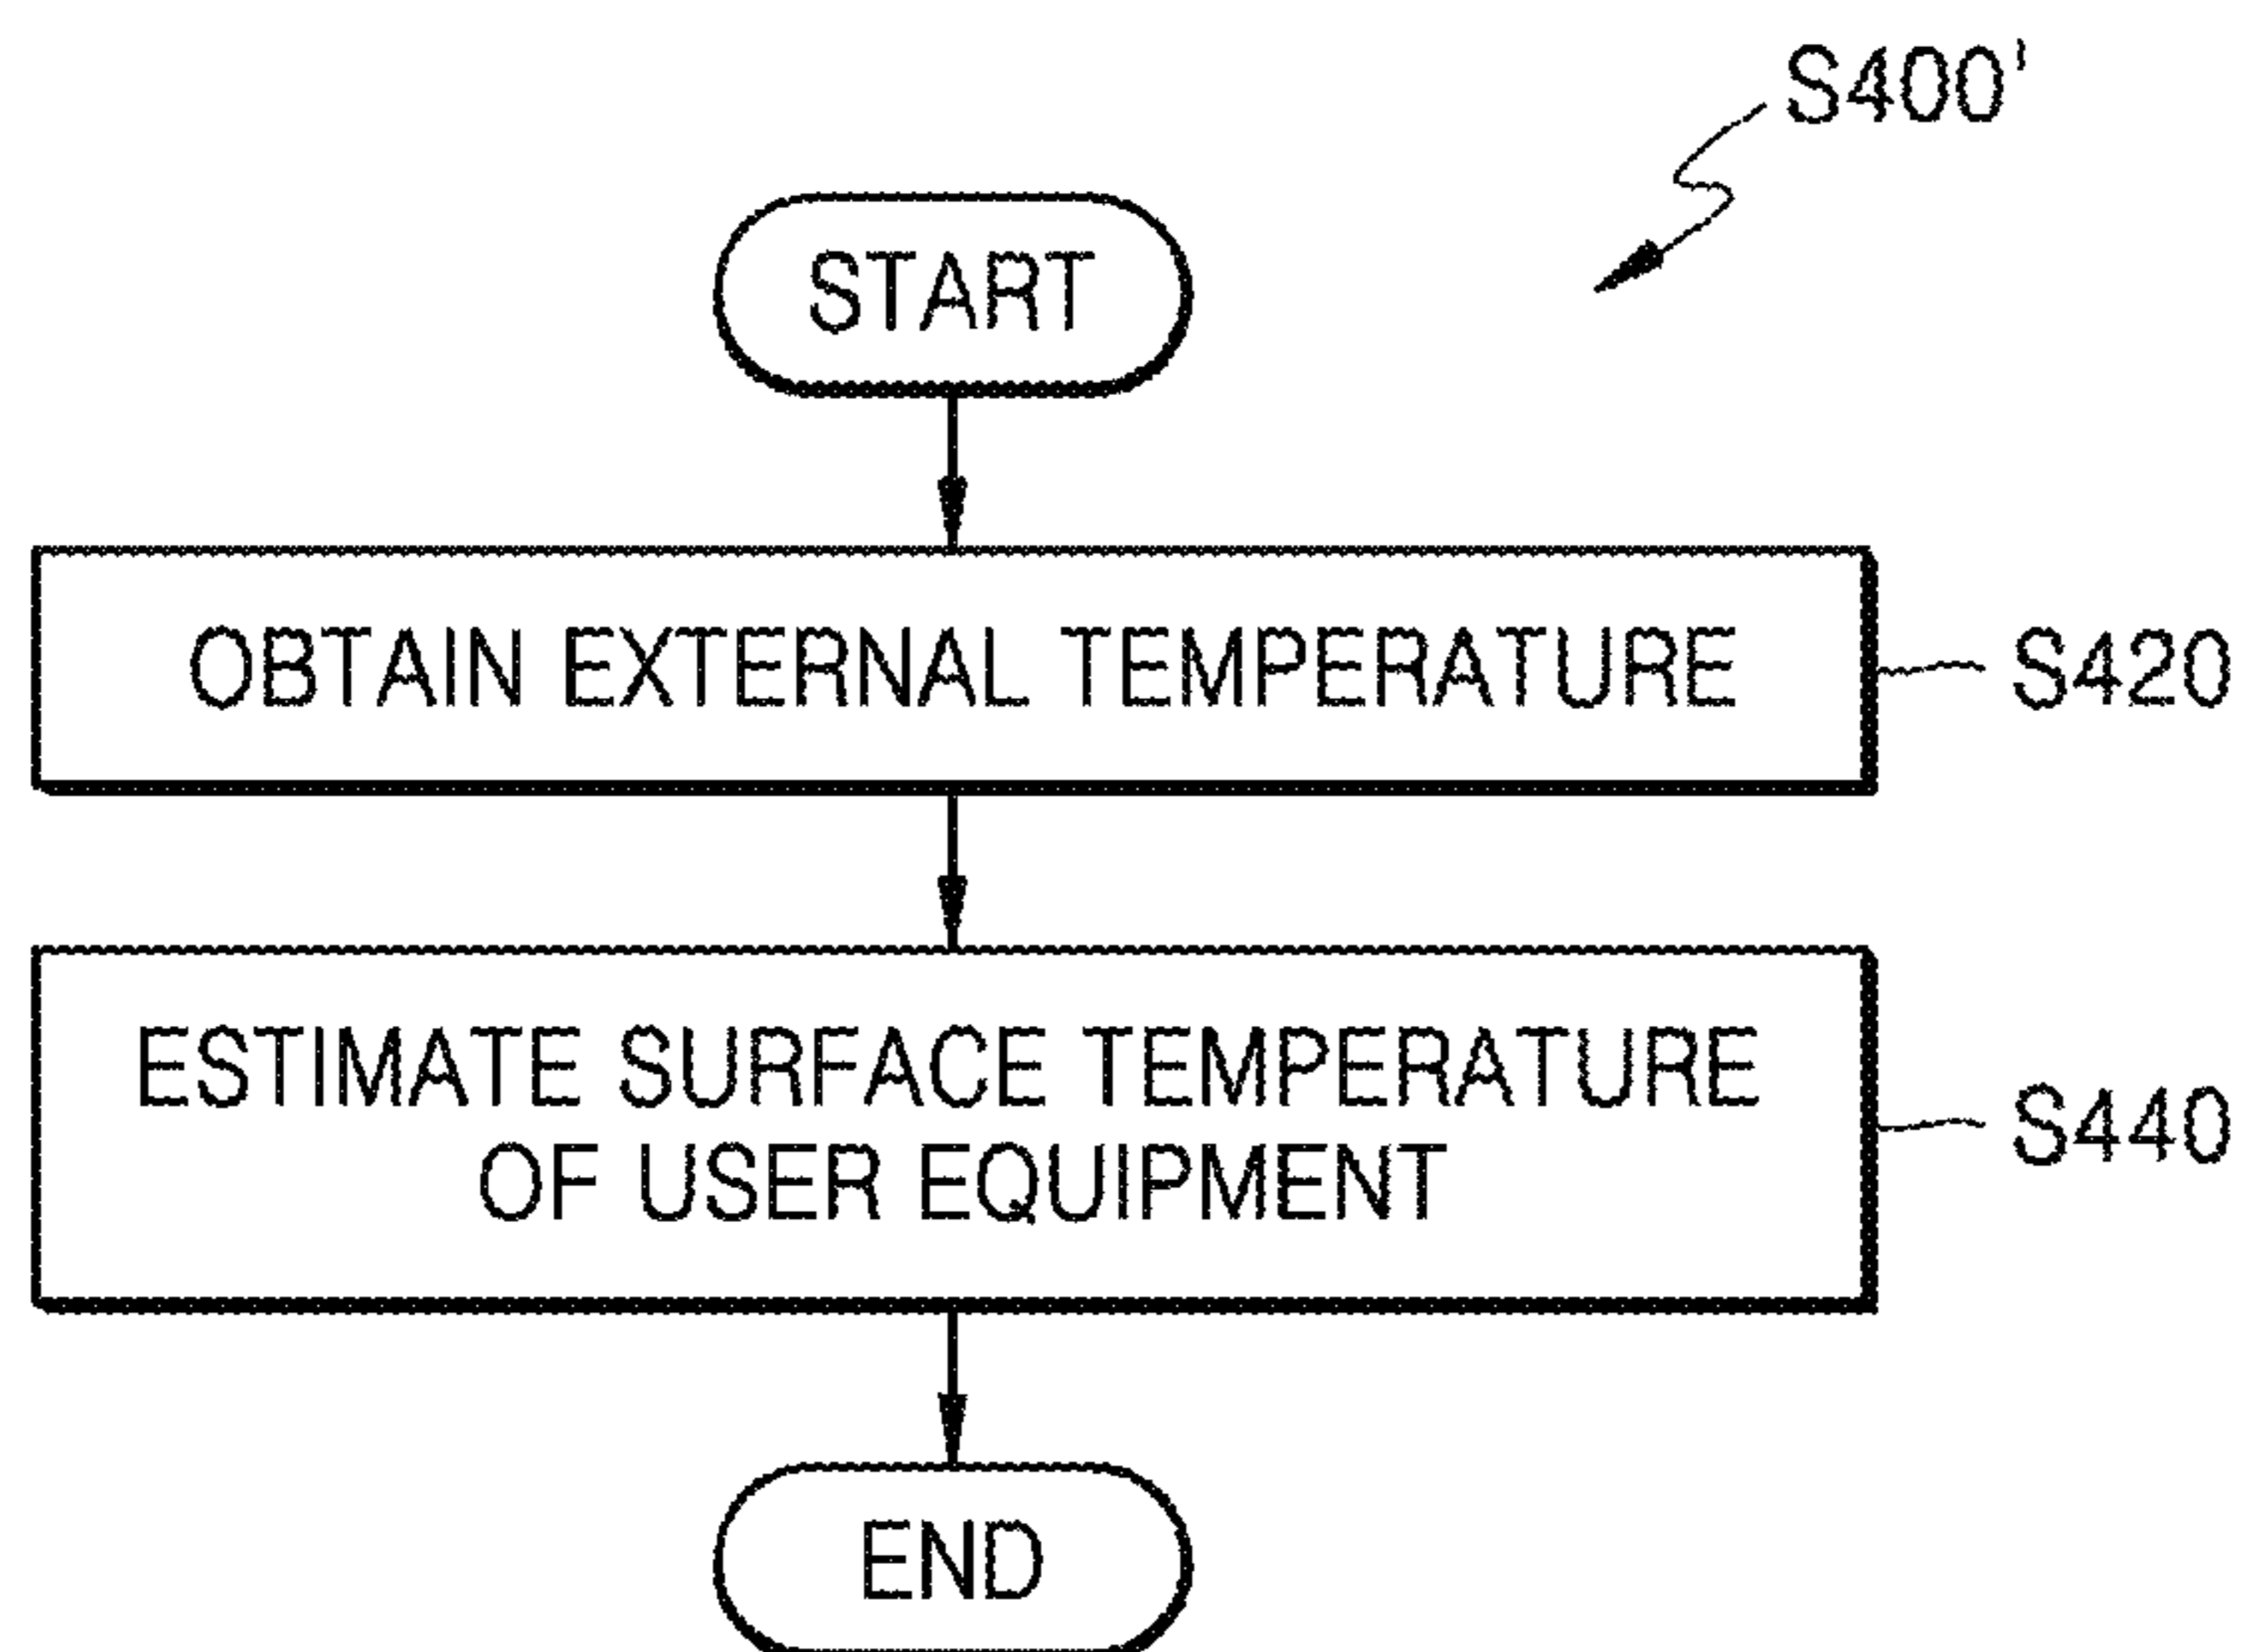 S400'
START
OBTAIN EXTERNAL TEMPERATURE
S420
ESTIMATE SURFACE TEMPERATURE
OF USER EQUIPMENT
S440
END